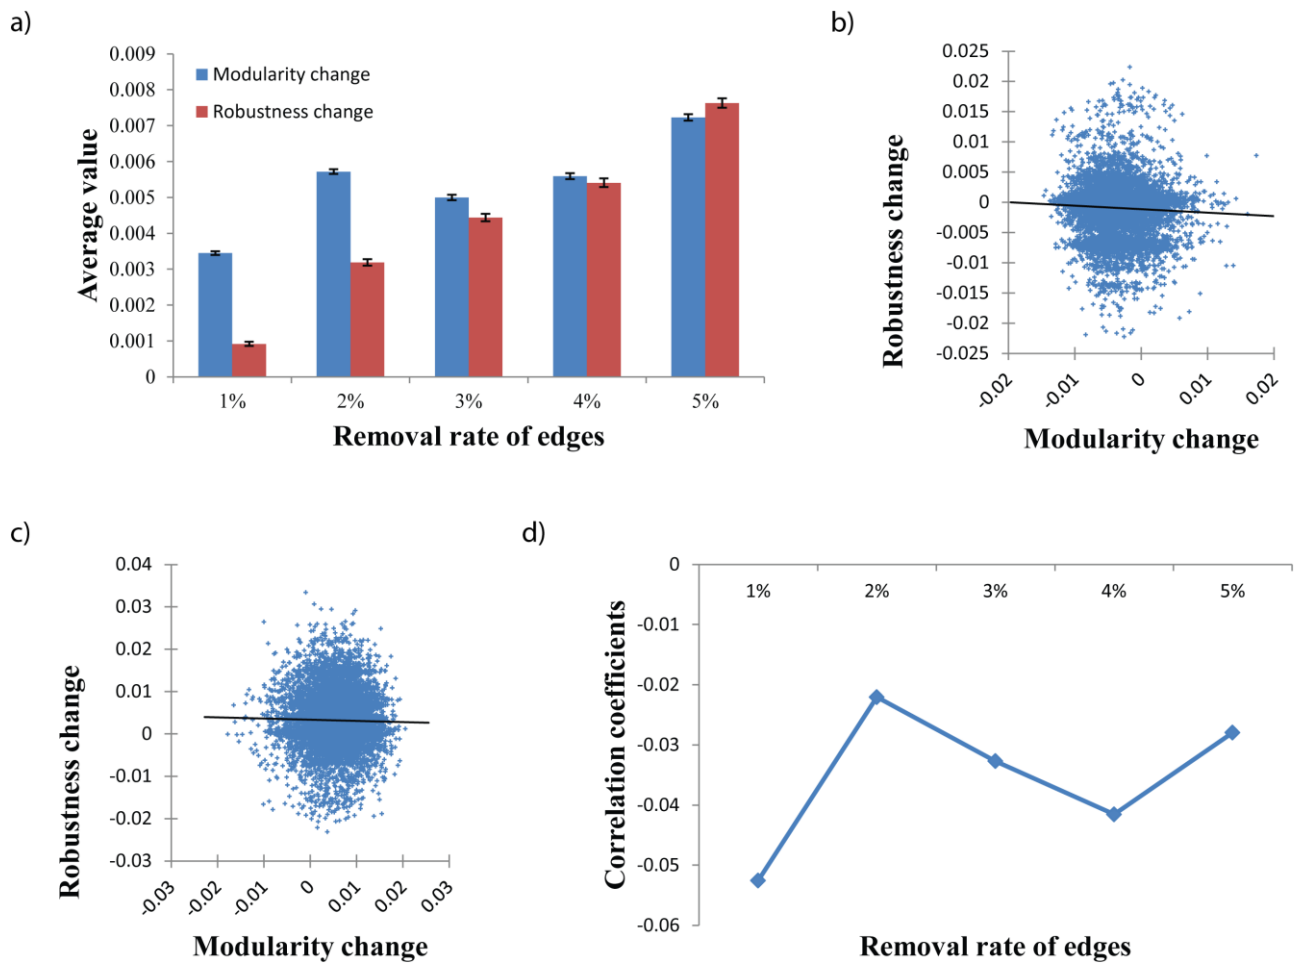 a)
0.009
0.008
0.007
0.006
0.005
0.004
0.003
0.002
0.001
0
Average value
Modularity change
Robustness change
1% 2% 3% 4% 5%
Removal rate of edges
b)
0.025
0.02
0.015
0.01
0.005
0
-0.005
-0.01
-0.015
-0.02
-0.025
Robustness change
-0.02 -0.01 0 0.01 0.02
Modularity change
c)
0.04
0.03
0.02
0.01
0
-0.01
-0.02
-0.03
Robustness change
-0.03 -0.02 -0.01 0 0.01 0.02 0.03
Modularity change
d)
0
-0.01
-0.02
-0.03
-0.04
-0.05
-0.06
Correlation coefficients
1% 2% 3% 4% 5%
Removal rate of edges